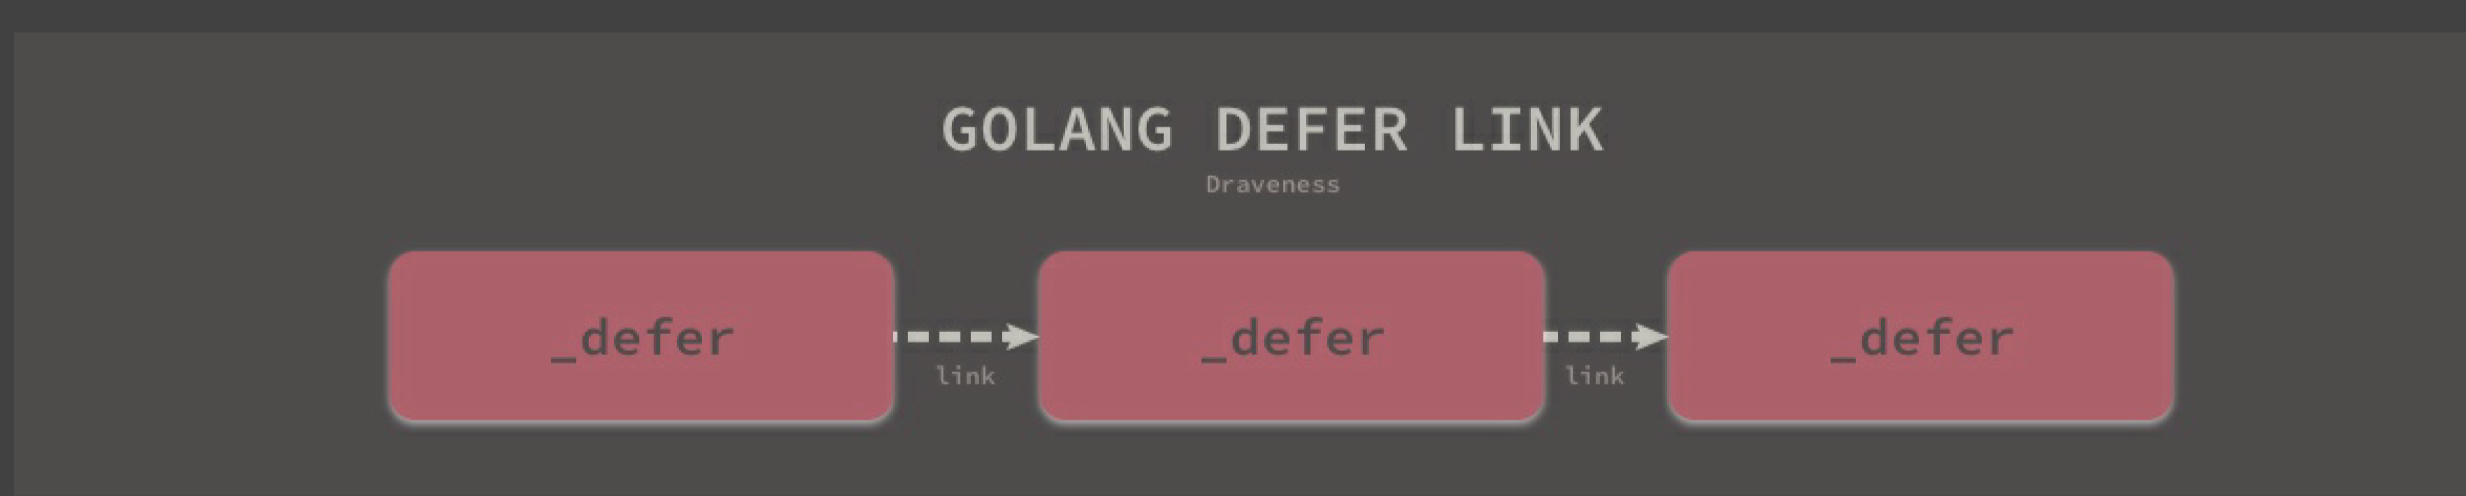 GOLANG DEFER LINK
Draveness
_defer
link
_defer
link
_defer